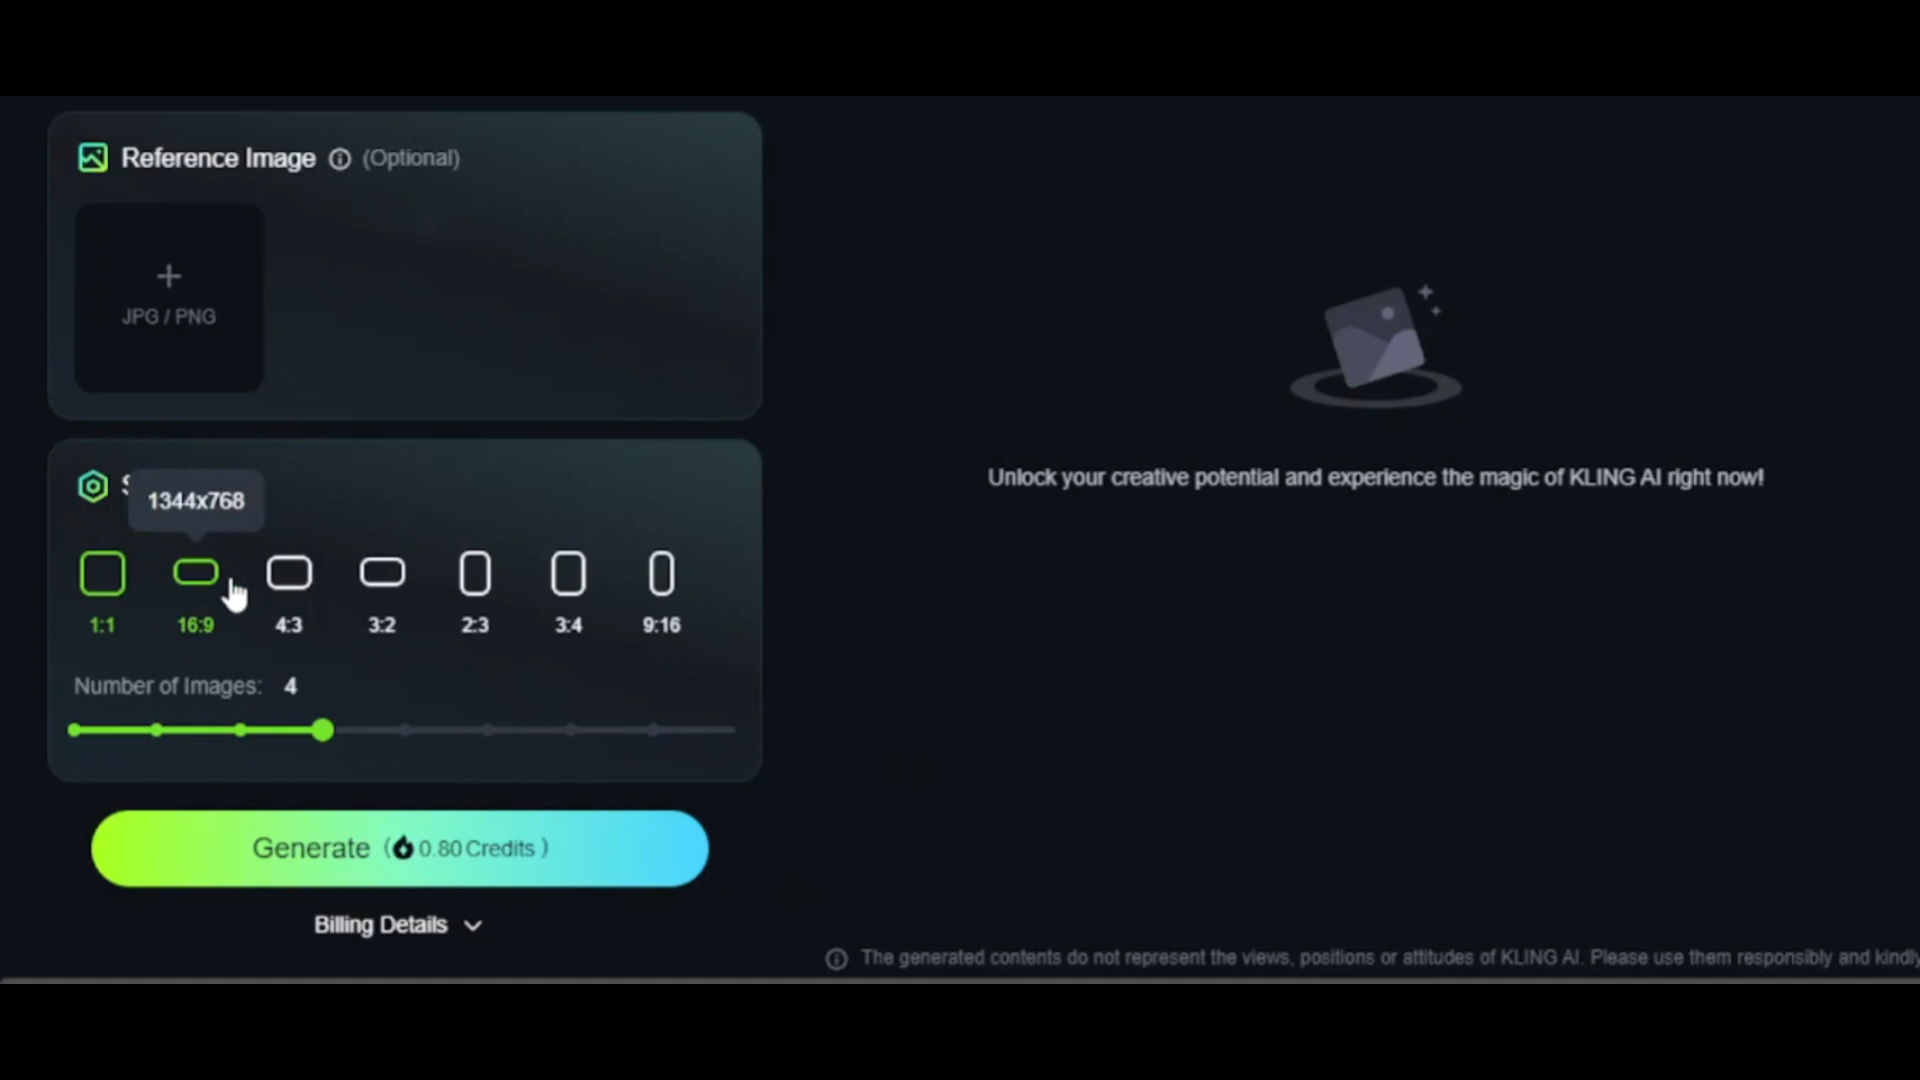 Reference Image (Optional)
JPG / PNG
1344x768
1:1 16:9 4:3 3:2 2:3 3:4 9:16
Number of Images: 4
Generate ( 0.80 Credits )
Billing Details
Unlock your creative potential and experience the magic of KLING AI right now!
The generated contents do not represent the views, positions or attitudes of KLING AI. Please use them responsibly and kindly